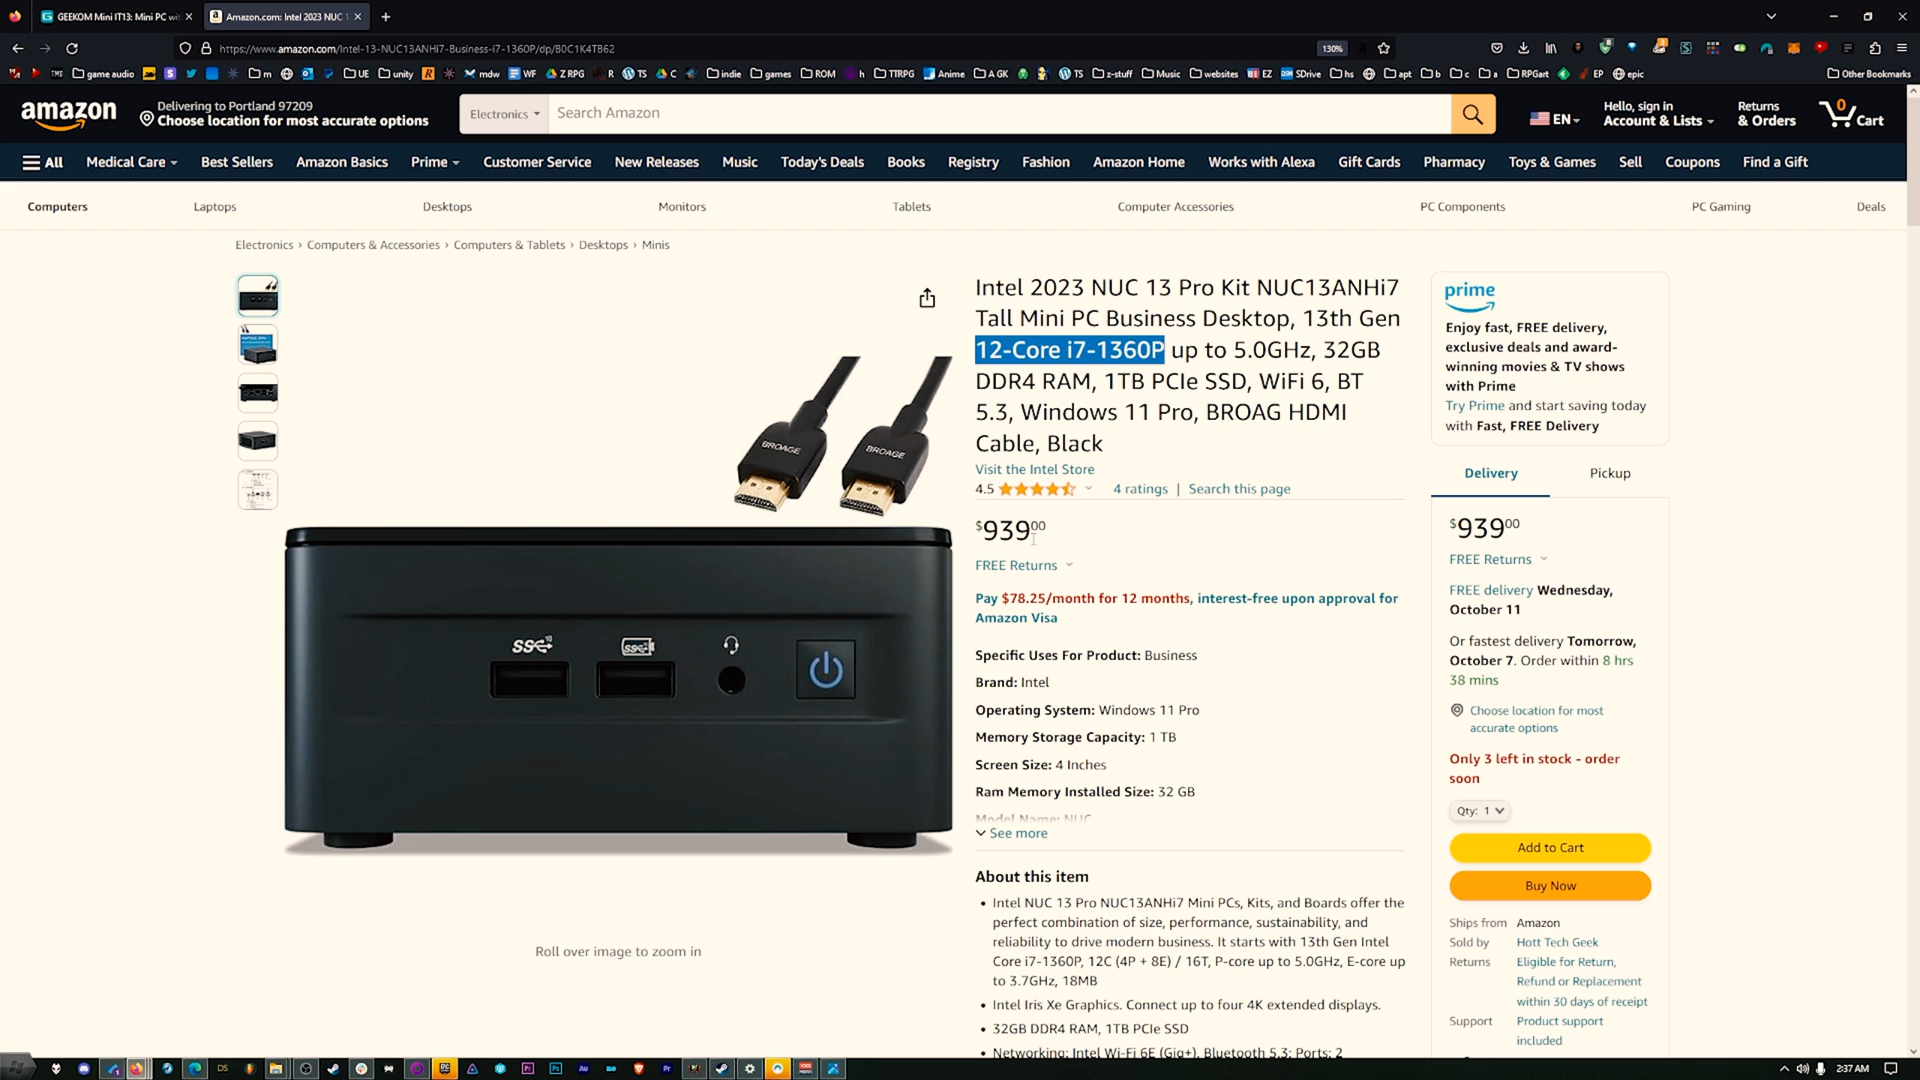 GEEKOM Mini IT13: Mini PC wit
Amazon.com: Intel 2023 NUC 1
https://www.amazon.com/Intel-13-NUC13ANHi7-Business-i7-1360P/dp/B0C1K4TB62
130%
game audio
m
UE
unity
mdw
WF
Z RPG
R
TS
C
indie
games
ROM
h
TTRPG
Anime
A GK
TS
z-stuff
Music
websites
EZ
SDrive
hs
apt
b
c
a
RPGart
EP
epic
Other Bookmarks
amazon
Delivering to Portland 97209
Choose location for most accurate options
Electronics
Search Amazon
EN
Hello, sign in
Account & Lists
Returns
& Orders
0
Cart
All
Medical Care
Best Sellers
Amazon Basics
Prime
Customer Service
New Releases
Music
Today's Deals
Books
Registry
Fashion
Amazon Home
Works with Alexa
Gift Cards
Pharmacy
Toys & Games
Sell
Coupons
Find a Gift
Computers
Laptops
Desktops
Monitors
Tablets
Computer Accessories
PC Components
PC Gaming
Deals
Electronics › Computers & Accessories › Computers & Tablets › Desktops › Minis
BROAGE
BROAGE
SS 10
SS
Roll over image to zoom in
Intel 2023 NUC 13 Pro Kit NUC13ANHi7
Tall Mini PC Business Desktop, 13th Gen
12-Core i7-1360P up to 5.0GHz, 32GB
DDR4 RAM, 1TB PCIe SSD, WiFi 6, BT
5.3, Windows 11 Pro, BROAG HDMI
Cable, Black
Visit the Intel Store
4.5
4 ratings | Search this page
$939 00
FREE Returns
Pay $78.25/month for 12 months, interest-free upon approval for
Amazon Visa
Specific Uses For Product: Business
Brand: Intel
Operating System: Windows 11 Pro
Memory Storage Capacity: 1 TB
Screen Size: 4 Inches
Ram Memory Installed Size: 32 GB
Model Name: NUC
See more
About this item
• Intel NUC 13 Pro NUC13ANHi7 Mini PCs, Kits, and Boards offer the
perfect combination of size, performance, sustainability, and
reliability to drive modern business. It starts with 13th Gen Intel
Core i7-1360P, 12C (4P + 8E) / 16T, P-core up to 5.0GHz, E-core up
to 3.7GHz, 18MB
• Intel Iris Xe Graphics. Connect up to four 4K extended displays.
• 32GB DDR4 RAM, 1TB PCIe SSD
• Networking: Intel Wi-Fi 6E (Gig+), Bluetooth 5.3; Ports: 2
prime
Enjoy fast, FREE delivery,
exclusive deals and award-
winning movies & TV shows
with Prime
Try Prime and start saving today
with Fast, FREE Delivery
Delivery
Pickup
$939 00
FREE Returns
FREE delivery Wednesday,
October 11
Or fastest delivery Tomorrow,
October 7. Order within 8 hrs
38 mins
Choose location for most
accurate options
Only 3 left in stock - order
soon
Qty: 1
Add to Cart
Buy Now
Ships from Amazon
Sold by Hott Tech Geek
Returns Eligible for Return,
Refund or Replacement
within 30 days of receipt
Support Product support
included
2:37 AM